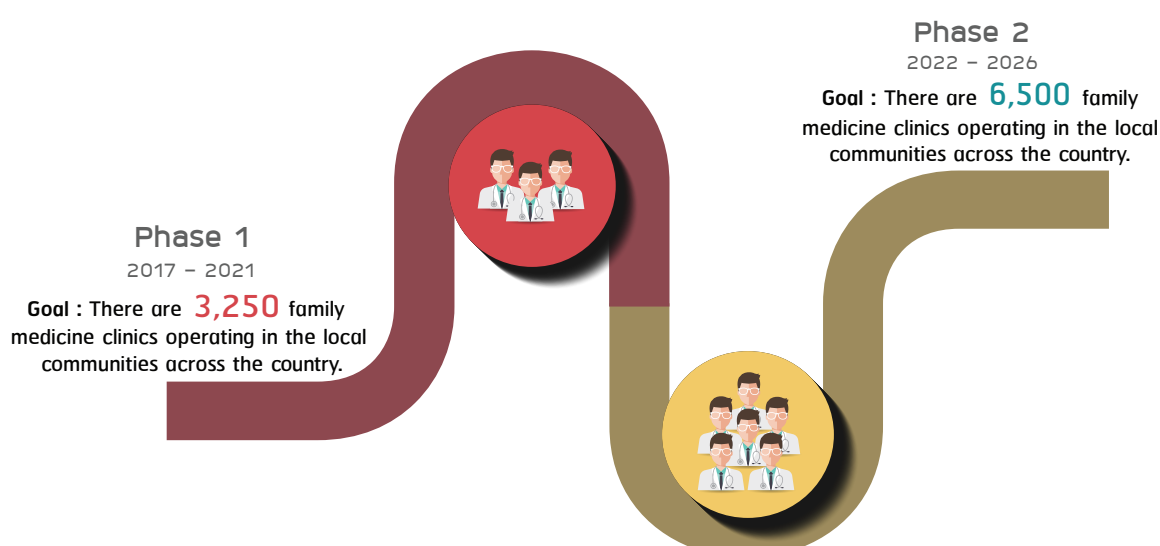 Phase 1
2017 – 2021
Goal : There are 3,250 family
medicine clinics operating in the local
communities across the country.
Phase 2
2022 – 2026
Goal : There are 6,500 family
medicine clinics operating in the local
communities across the country.